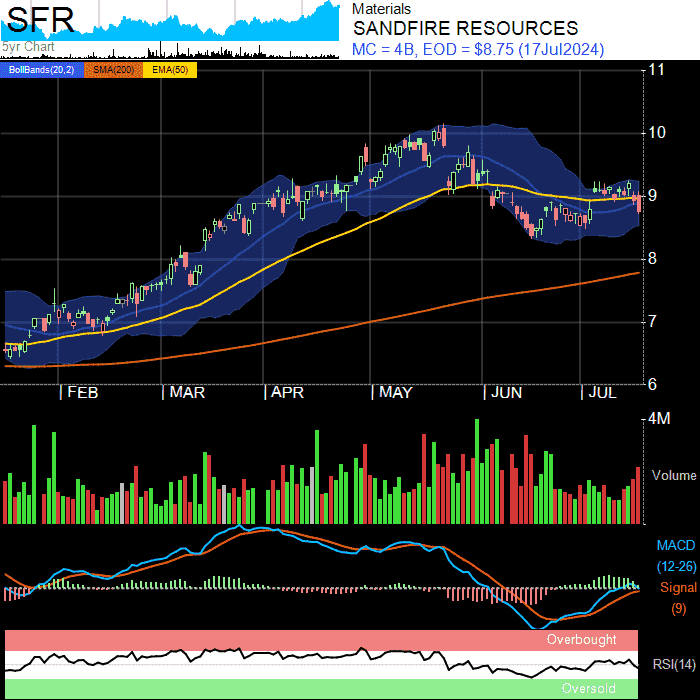 SFR
5yr Chart
Materials
SANDFIRE RESOURCES
MC = 4B, EOD = $8.75 (17Jul2024)
BollBands(20,2) SMA(200) EMA(50)
11
10
9
8
7
6
FEB MAR APR MAY JUN JUL
4M
Volume
MACD
(12-26)
Signal
(9)
Overbought
RSI(14)
Oversold